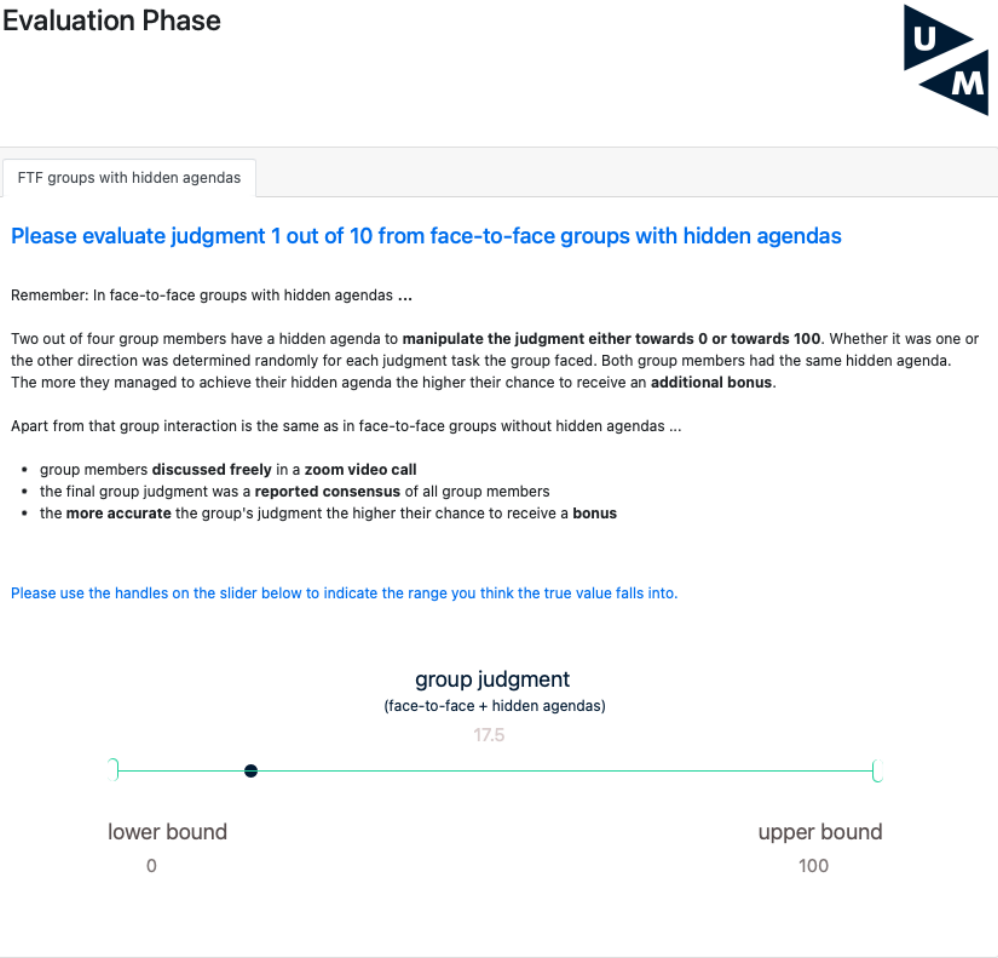 Evaluation Phase
U
M
FTF groups with hidden agendas
Please evaluate judgment 1 out of 10 from face-to-face groups with hidden agendas
Remember: In face-to-face groups with hidden agendas ...
Two out of four group members have a hidden agenda to manipulate the judgment either towards 0 or towards 100. Whether it was one or
the other direction was determined randomly for each judgment task the group faced. Both group members had the same hidden agenda.
The more they managed to achieve their hidden agenda the higher their chance to receive an additional bonus.
Apart from that group interaction is the same as in face-to-face groups without hidden agendas ...
• group members discussed freely in a zoom video call
• the final group judgment was a reported consensus of all group members
• the more accurate the group's judgment the higher their chance to receive a bonus
Please use the handles on the slider below to indicate the range you think the true value falls into.
group judgment
(face-to-face + hidden agendas)
17.5
lower bound
upper bound
0
100